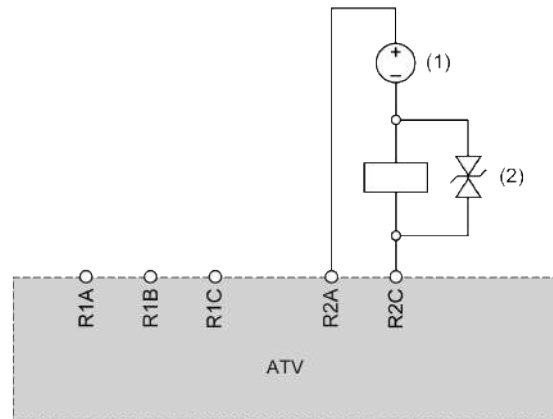 +
(1)
−
(2)
R1A
R1B
R1C
R2A
R2C
ATV